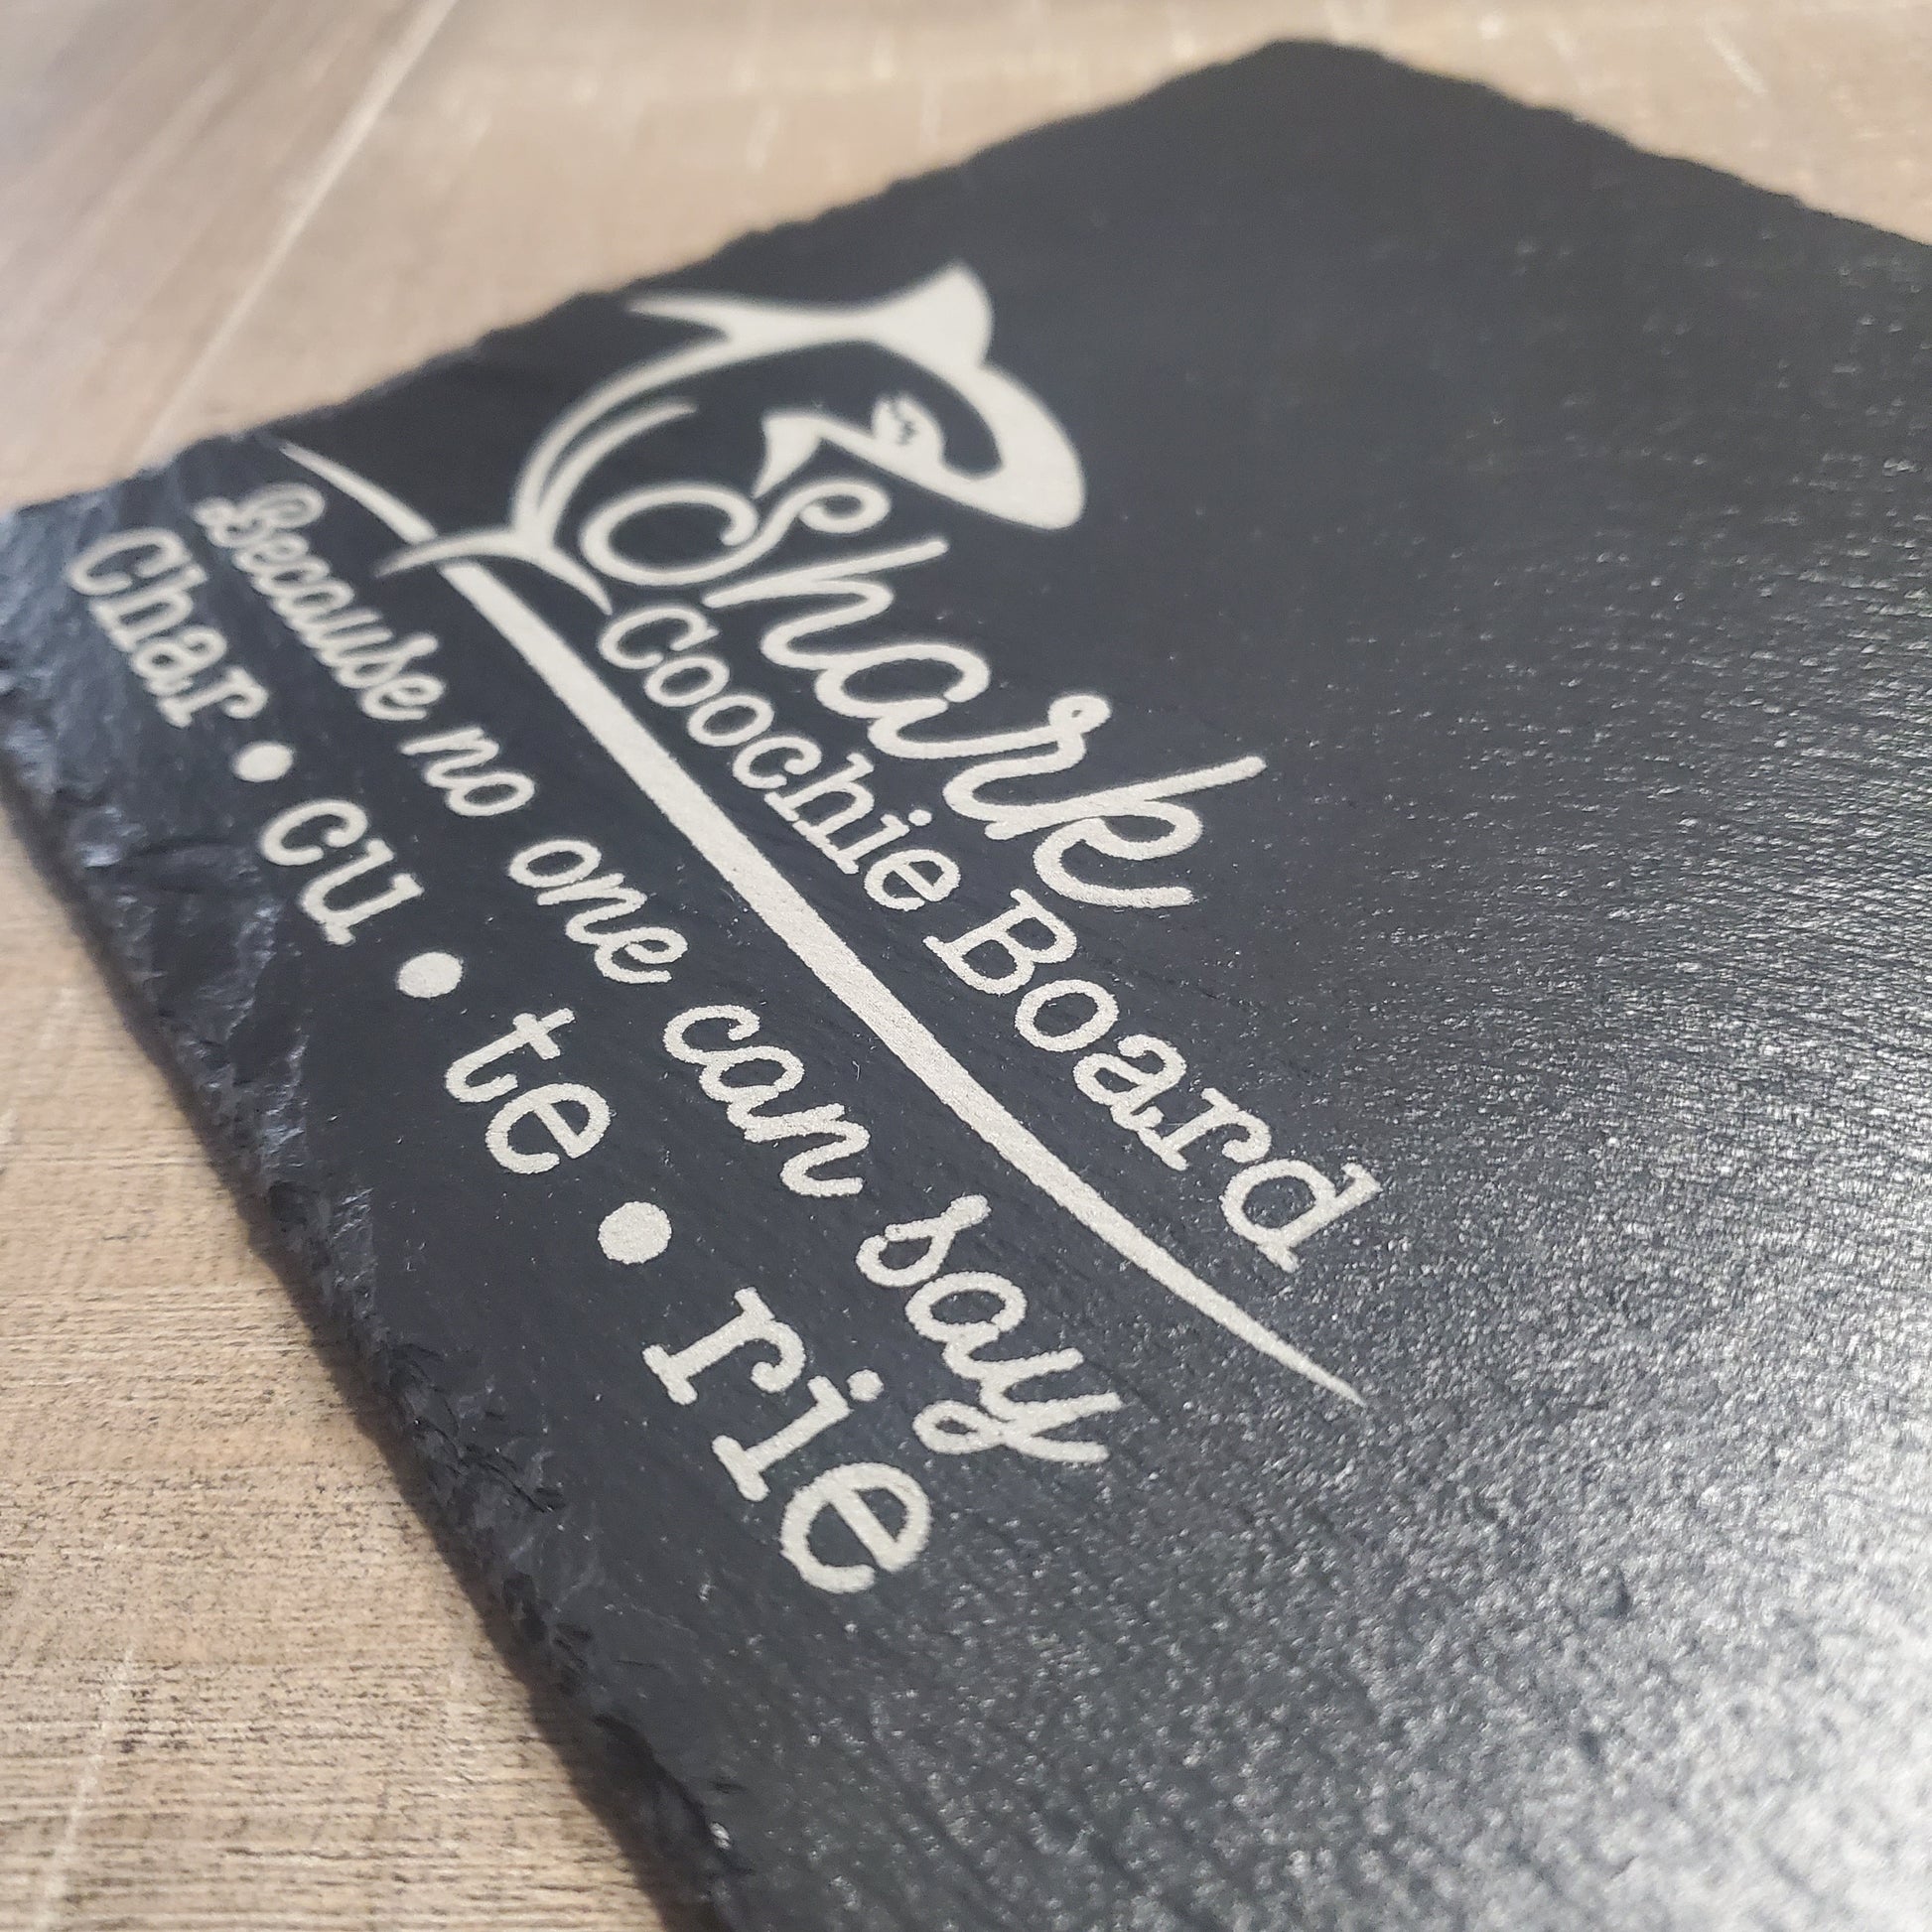 Shark
Coochie Board
Because no one can say
Char • cu • te • rie